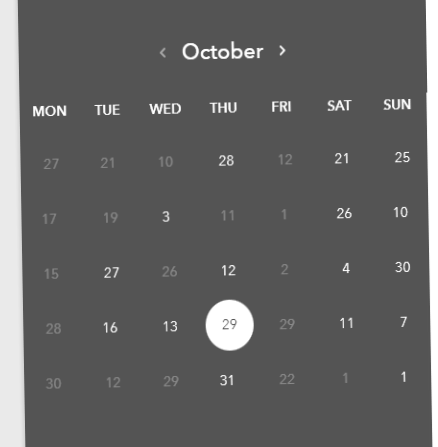 ‹ October ›
MON TUE WED THU FRI SAT SUN
27 21 10 28 12 21 25
17 19 3 11 1 26 10
15 27 26 12 2 4 30
28 16 13 29 29 11 7
30 12 29 31 22 1 1